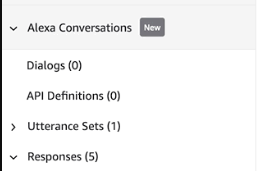 Alexa Conversations New
Dialogs (0)
API Definitions (0)
Utterance Sets (1)
Responses (5)